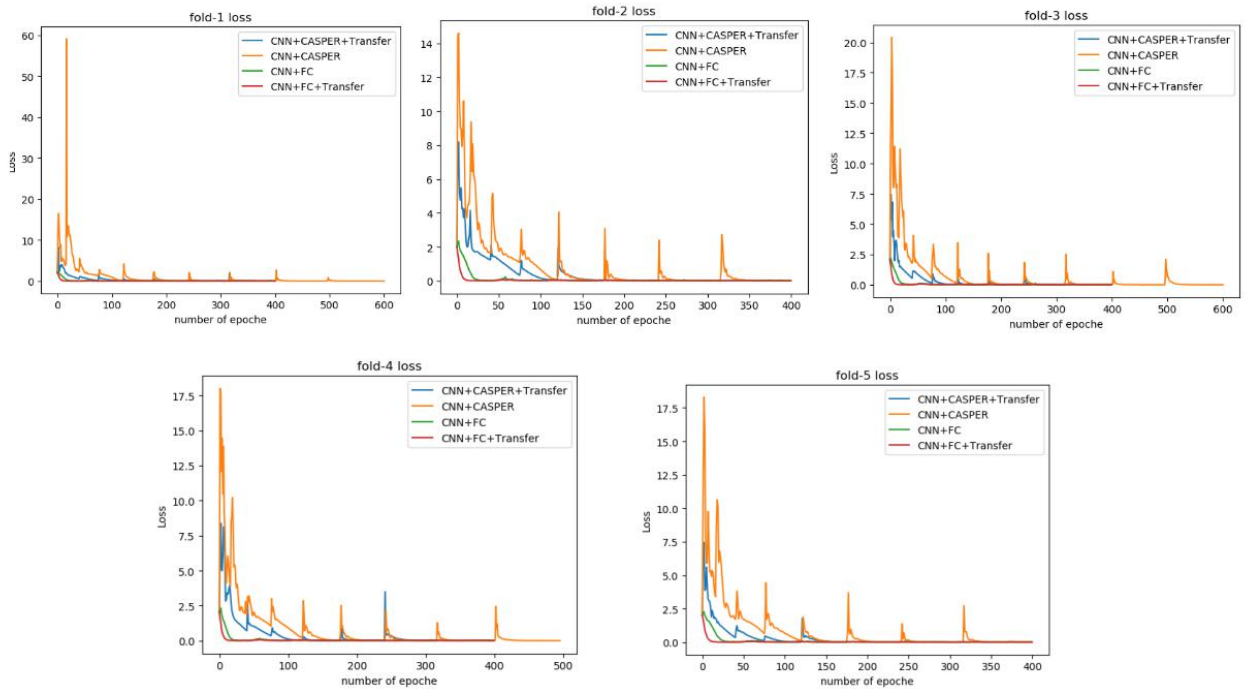 fold-1 loss
60
50
40
30
20
10
0
Loss
0 100 200 300 400 500 600
number of epoche
CNN+CASPER+Transfer
CNN+CASPER
CNN+FC
CNN+FC+Transfer
fold-2 loss
14
12
10
8
6
4
2
0
0 50 100 150 200 250 300 350 400
number of epoche
CNN+CASPER+Transfer
CNN+CASPER
CNN+FC
CNN+FC+Transfer
fold-3 loss
20.0
17.5
15.0
12.5
10.0
7.5
5.0
2.5
0.0
Loss
0 100 200 300 400 500 600
number of epoche
CNN+CASPER+Transfer
CNN+CASPER
CNN+FC
CNN+FC+Transfer
fold-4 loss
17.5
15.0
12.5
10.0
7.5
5.0
2.5
0.0
Loss
0 100 200 300 400 500
number of epoche
CNN+CASPER+Transfer
CNN+CASPER
CNN+FC
CNN+FC+Transfer
fold-5 loss
17.5
15.0
12.5
10.0
7.5
5.0
2.5
0.0
Loss
0 50 100 150 200 250 300 350 400
number of epoche
CNN+CASPER+Transfer
CNN+CASPER
CNN+FC
CNN+FC+Transfer